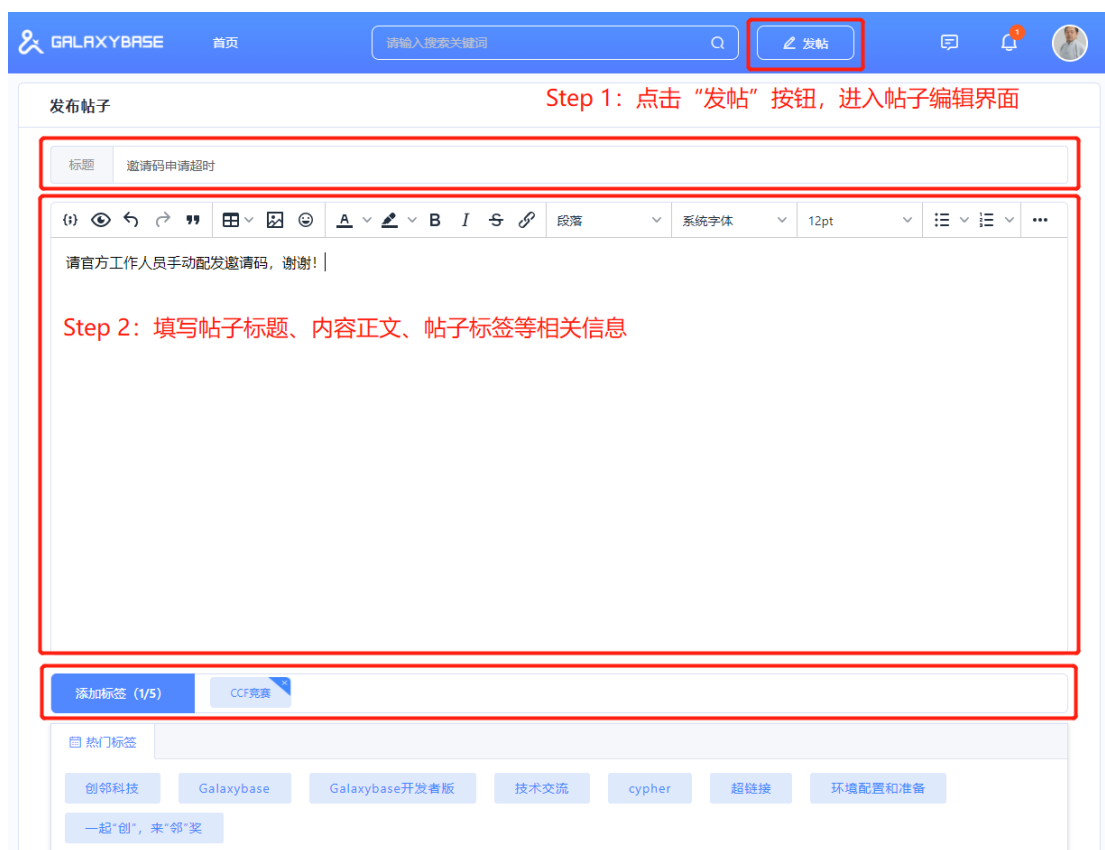 GALAXYBASE 首页 请输入搜索关键词 发帖 1
发布帖子
Step 1：点击“发帖”按钮，进入帖子编辑界面
标题 邀请码申请超时
A B I S 段落 系统字体 12pt
请官方工作人员手动配发邀请码，谢谢！
Step 2：填写帖子标题、内容正文、帖子标签等相关信息
添加标签（1/5） CCF竞赛
热门标签
创邻科技 Galaxybase Galaxybase开发者版 技术交流 cypher 超链接 环境配置和准备
一起“创”，来“邻”奖